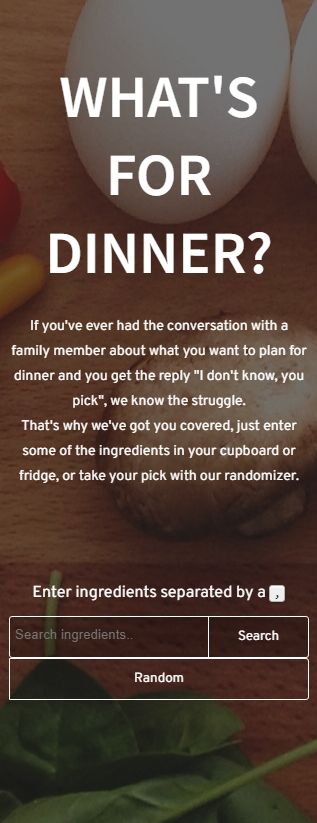 WHAT'S
FOR
DINNER?
If you've ever had the conversation with a
family member about what you want to plan for
dinner and you get the reply "I don't know, you
pick", we know the struggle.
That's why we've got you covered, just enter
some of the ingredients in your cupboard or
fridge, or take your pick with our randomizer.
Enter ingredients separated by a ,
Search ingredients.. Search
Random